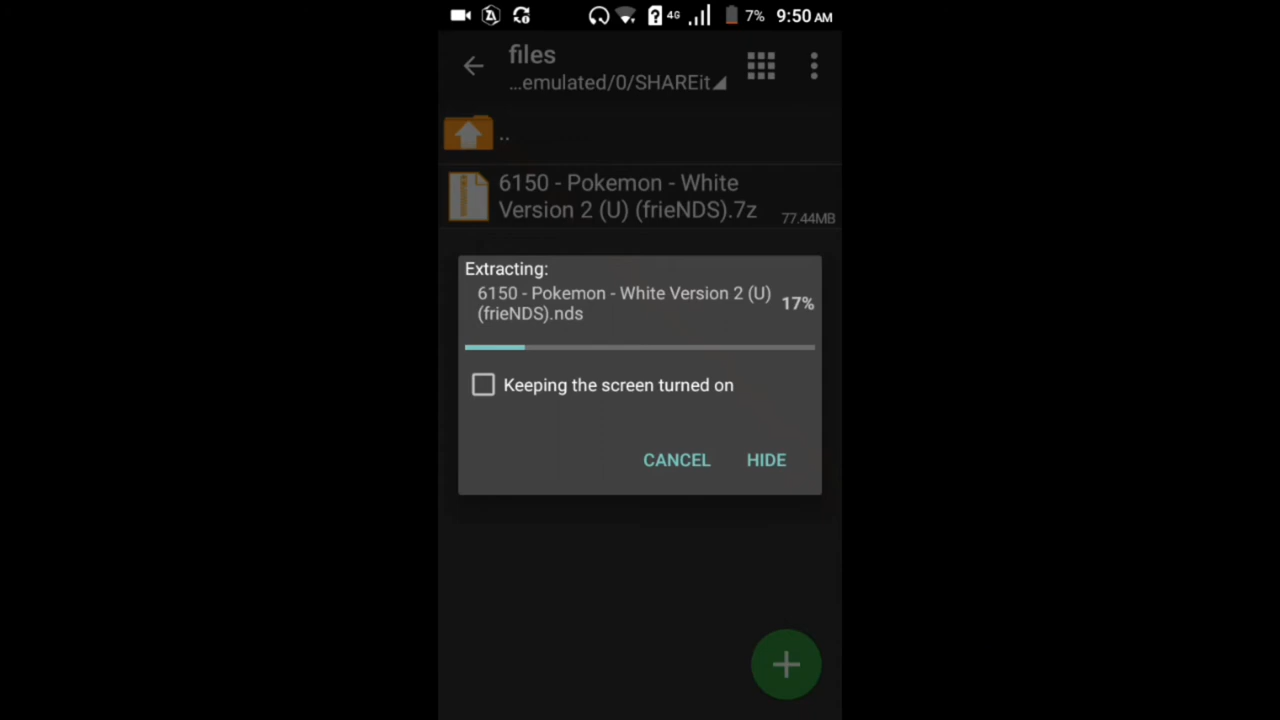 4G 7% 9:50 AM
files
...emulated/0/SHAREit
..
6150 - Pokemon - White
Version 2 (U) (frieNDS).7z 77.44MB
Extracting:
6150 - Pokemon - White Version 2 (U)
(frieNDS).nds
17%
Keeping the screen turned on
CANCEL HIDE